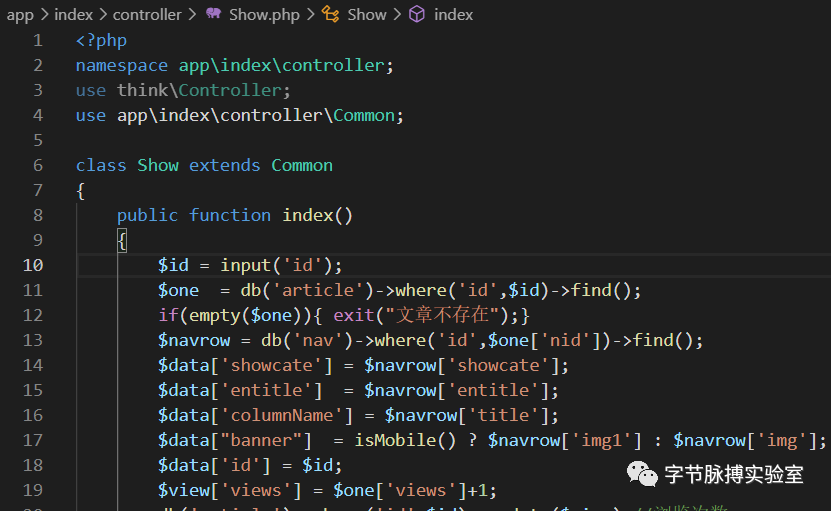 app > index > controller > Show.php > Show > index
1 <?php
2 namespace app\index\controller;
3 use think\Controller;
4 use app\index\controller\Common;
5
6 class Show extends Common
7 {
8 public function index()
9 {
10 $id = input('id');
11 $one  = db('article')->where('id',$id)->find();
12 if(empty($one)){ exit("文章不存在");}
13 $navrow = db('nav')->where('id',$one['nid'])->find();
14 $data['showcate'] = $navrow['showcate'];
15 $data['entitle']  = $navrow['entitle'];
16 $data['columnName'] = $navrow['title'];
17 $data["banner"]  = isMobile() ? $navrow['img1'] : $navrow['img'];
18 $data['id'] = $id;
字节脉搏实验室
19 $view['views'] = $one['views']+1;